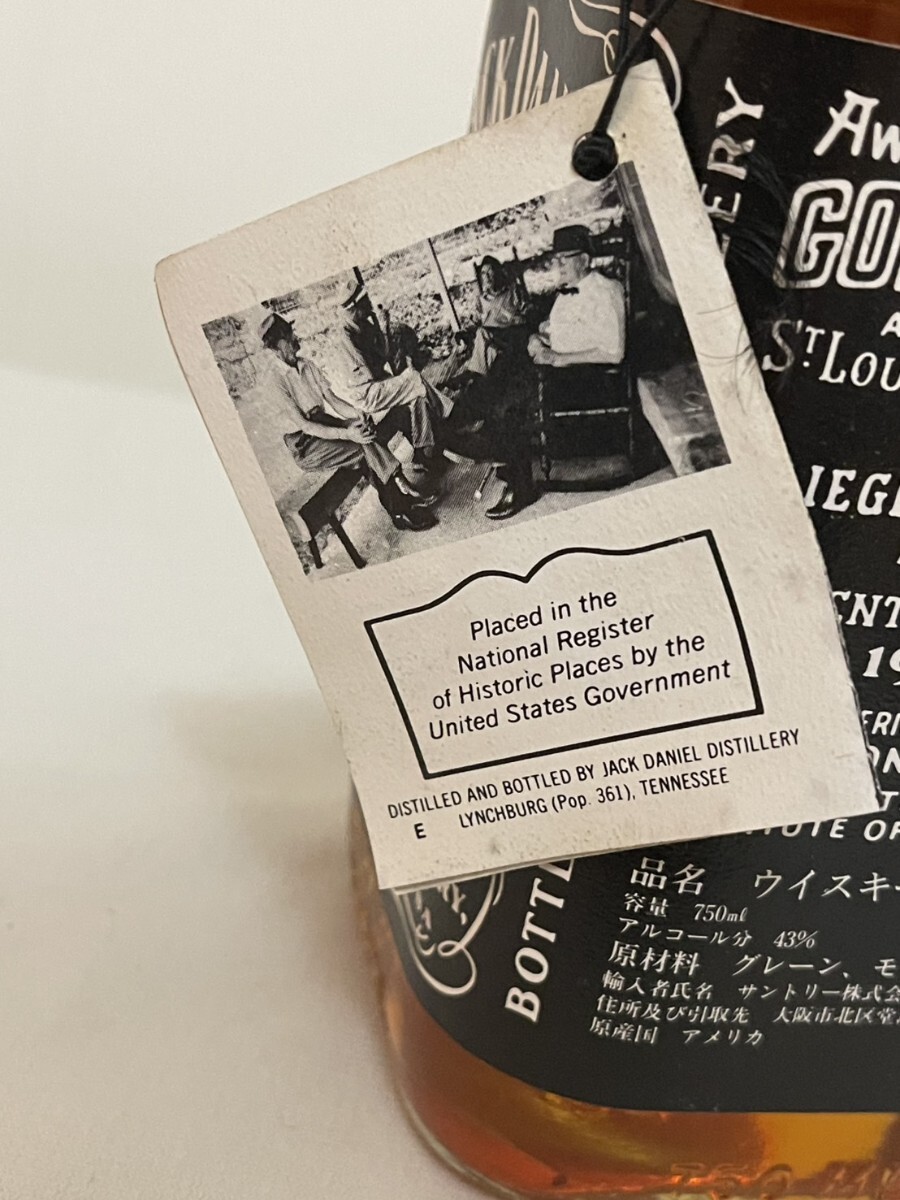 Placed in the
National Register
of Historic Places by the
United States Government
DISTILLED AND BOTTLED BY JACK DANIEL DISTILLERY
E LYNCHBURG (Pop. 361), TENNESSEE
ST LOU
品名 ウイスキー
容量 750ml
アルコール分 43%
原材料 グレーン、モ
輸入者氏名 サントリー株式会
住所及び引取先 大阪市北区堂
原産国 アメリカ